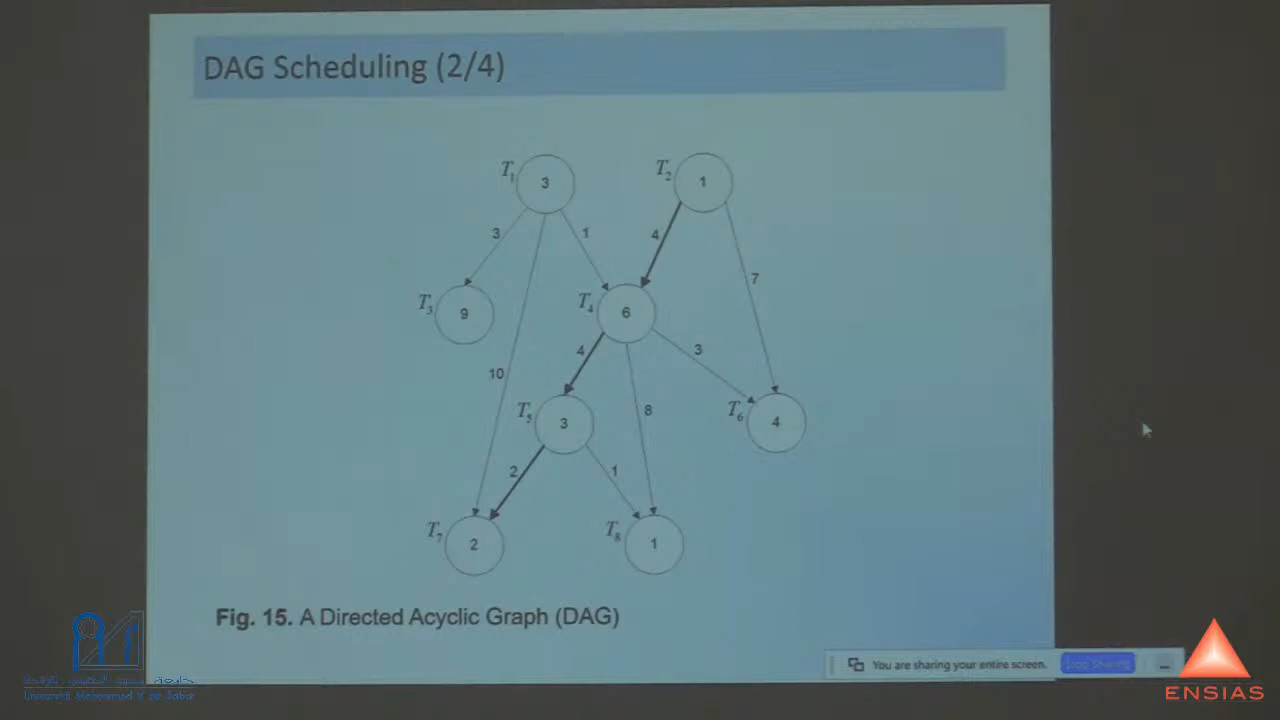 DAG Scheduling (2/4)
T1 3
T2 1
3
1
4
7
T3 9
T4 6
10
4
8
3
T5 3
T6 4
2
1
T7 2
T8 1
Fig. 15. A Directed Acyclic Graph (DAG)
You are sharing your entire screen. Stop Sharing
Université Mohammed V
ENSIAS